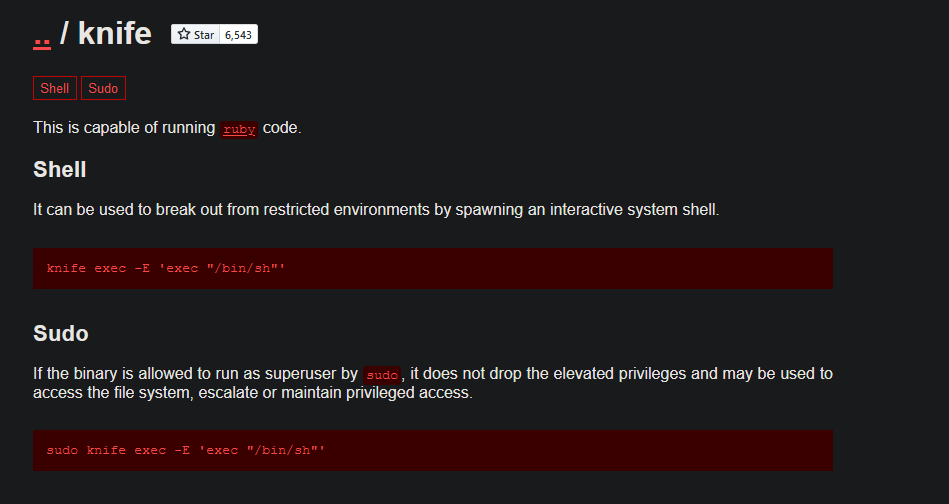 .. / knife Star 6,543
Shell Sudo
This is capable of running ruby code.
Shell
It can be used to break out from restricted environments by spawning an interactive system shell.
knife exec -E 'exec "/bin/sh"'
Sudo
If the binary is allowed to run as superuser by sudo, it does not drop the elevated privileges and may be used to
access the file system, escalate or maintain privileged access.
sudo knife exec -E 'exec "/bin/sh"'